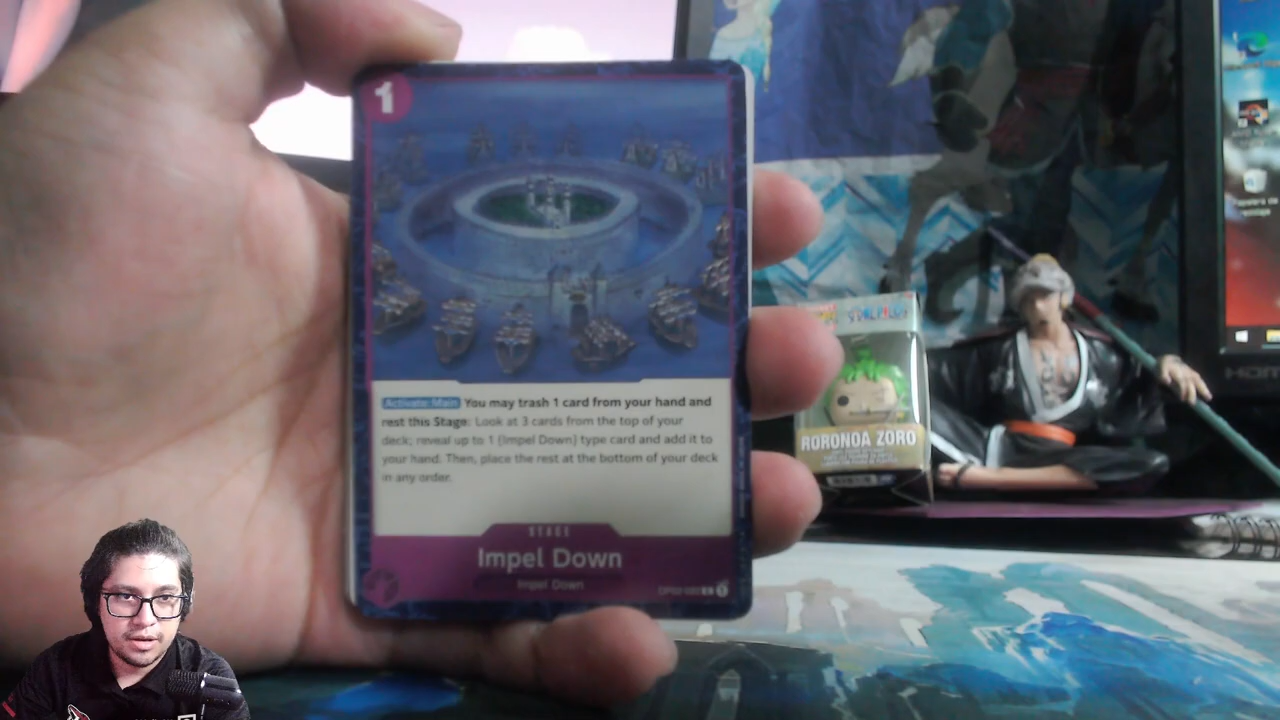 1
Activate: Main You may trash 1 card from your hand and
rest this Stage: Look at 3 cards from the top of your
deck; reveal up to 1 {Impel Down} type card and add it to
your hand. Then, place the rest at the bottom of your deck
in any order.
STAGE
Impel Down
Impel Down
RORONOA ZORO